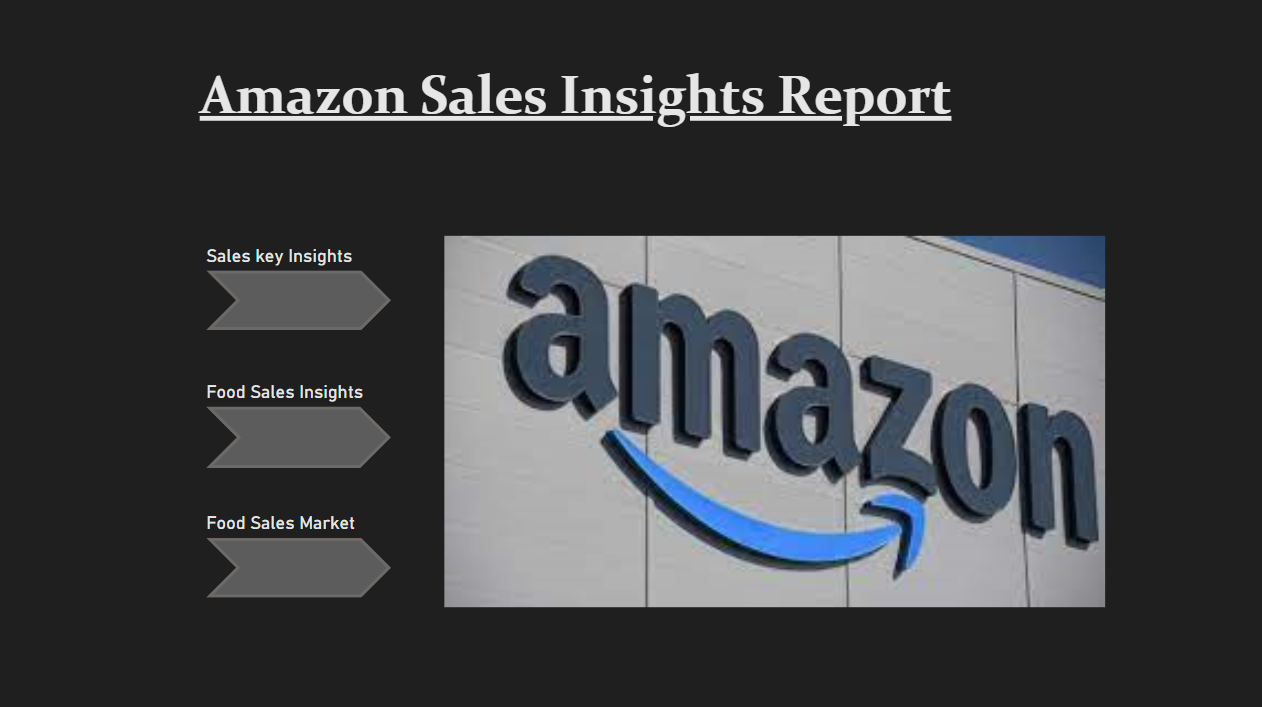 Amazon Sales Insights Report
Sales key Insights
Food Sales Insights
Food Sales Market
amazon